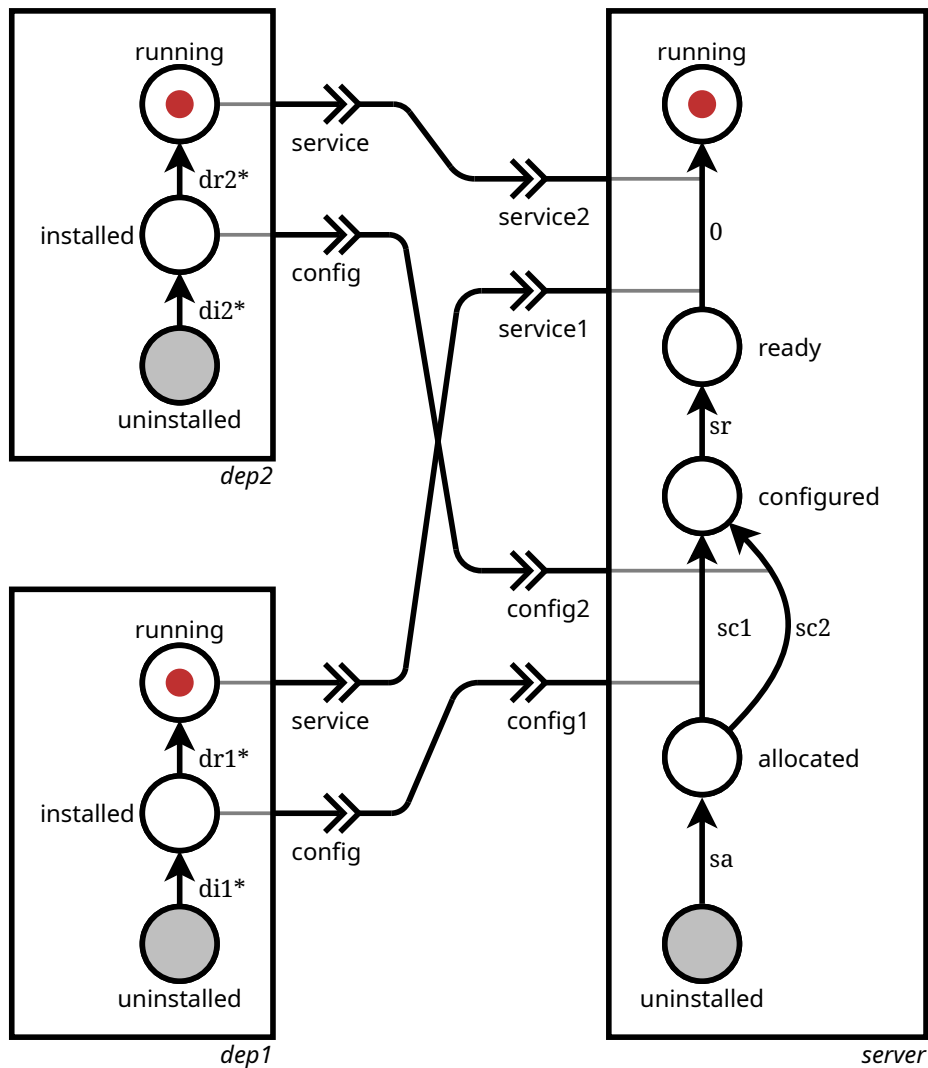 running
dr2*
installed
di2*
uninstalled
dep2
service
config
running
dr1*
installed
di1*
uninstalled
dep1
service
config
service2
service1
config2
config1
running
0
ready
sr
configured
sc1
sc2
allocated
sa
uninstalled
server